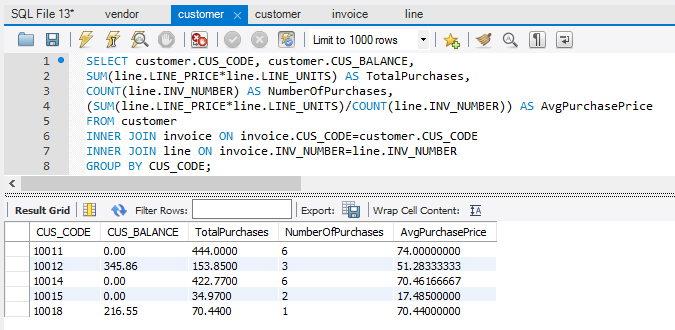 SQL File 13* vendor customer customer invoice line
Limit to 1000 rows
1 SELECT customer.CUS_CODE, customer.CUS_BALANCE,
2 SUM(line.LINE_PRICE*line.LINE_UNITS) AS TotalPurchases,
3 COUNT(line.INV_NUMBER) AS NumberOfPurchases,
4 (SUM(line.LINE_PRICE*line.LINE_UNITS)/COUNT(line.INV_NUMBER)) AS AvgPurchasePrice
5 FROM customer
6 INNER JOIN invoice ON invoice.CUS_CODE=customer.CUS_CODE
7 INNER JOIN line ON invoice.INV_NUMBER=line.INV_NUMBER
8 GROUP BY CUS_CODE;
Result Grid Filter Rows: Export: Wrap Cell Content: IA
CUS_CODE CUS_BALANCE TotalPurchases NumberOfPurchases AvgPurchasePrice
10011 0.00 444.0000 6 74.00000000
10012 345.86 153.8500 3 51.28333333
10014 0.00 422.7700 6 70.46166667
10015 0.00 34.9700 2 17.48500000
10018 216.55 70.4400 1 70.44000000